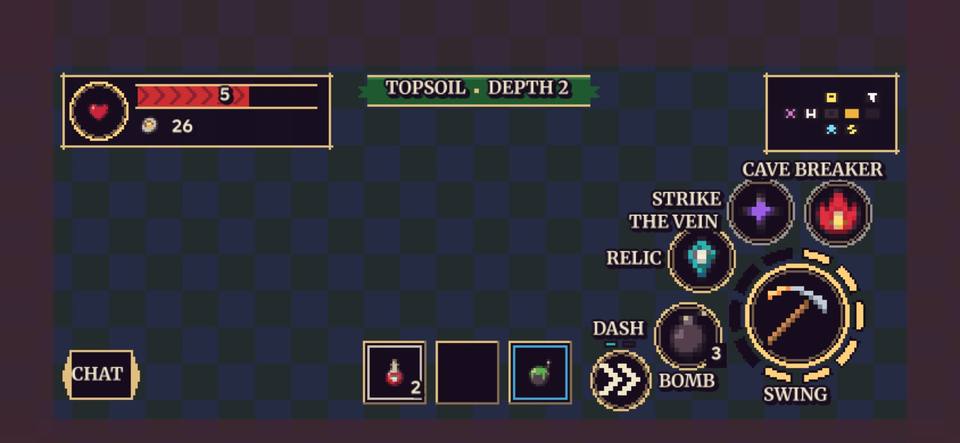 5
26
TOPSOIL · DEPTH 2
T
H
S
CAVE BREAKER
STRIKE
THE VEIN
RELIC
DASH
3
BOMB
SWING
CHAT
2